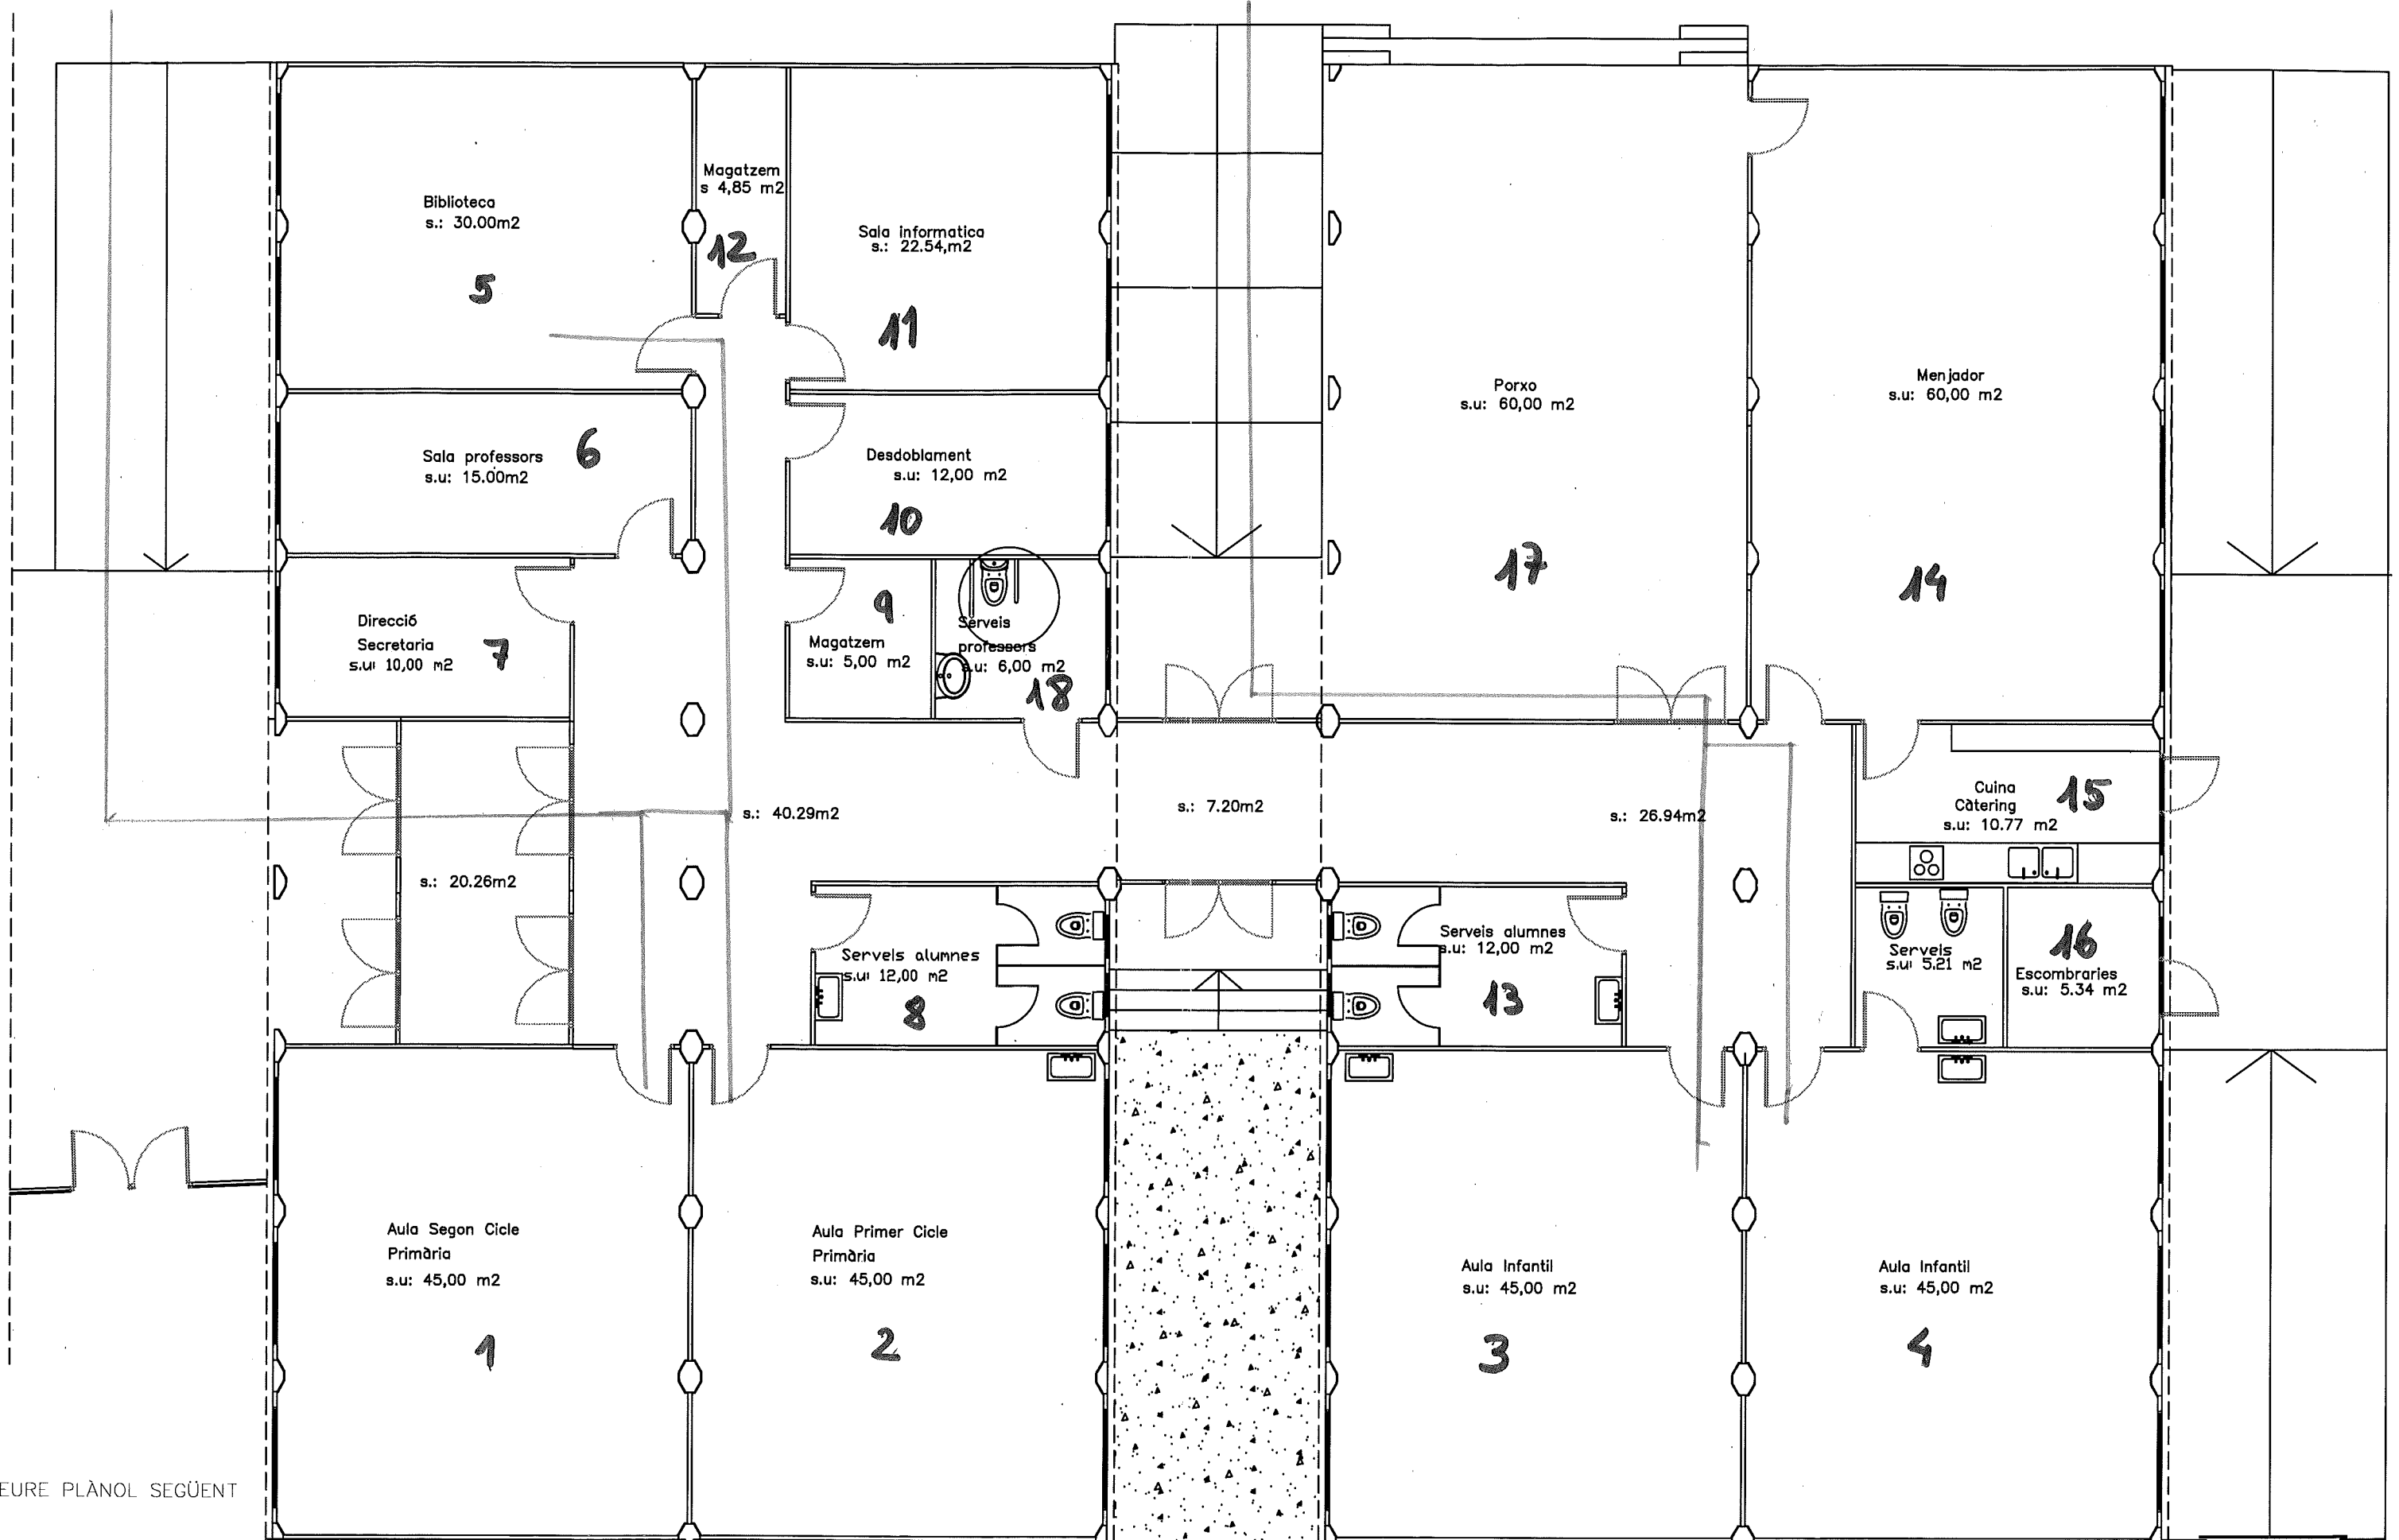 Biblioteca
s.: 30.00m2
5
Magatzem
s 4,85 m2
12
Sala informatica
s.: 22.54,m2
11
Sala professors
s.u: 15.00m2
6
Desdoblament
s.u: 12,00 m2
10
Porxo
s.u: 60,00 m2
17
Menjador
s.u: 60,00 m2
14
Direcció
Secretaria
s.u: 10,00 m2
7
Magatzem
s.u: 5,00 m2
9
Serveis
professors
s.u: 6,00 m2
18
s.: 40.29m2
s.: 7.20m2
s.: 26.94m2
Cuina
Càtering
s.u: 10.77 m2
15
s.: 20.26m2
Serveis alumnes
s.u: 12,00 m2
8
Serveis alumnes
s.u: 12,00 m2
13
Serveis
s.u: 5.21 m2
16
Escombraries
s.u: 5.34 m2
Aula Segon Cicle
Primària
s.u: 45,00 m2
1
Aula Primer Cicle
Primària
s.u: 45,00 m2
2
Aula Infantil
s.u: 45,00 m2
3
Aula Infantil
s.u: 45,00 m2
4
EURE PLÀNOL SEGÜENT